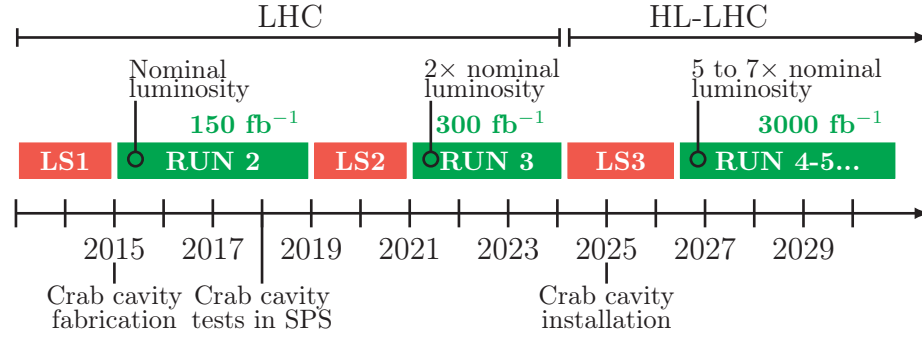 LHC HL-LHC
Nominal luminosity
2× nominal luminosity
5 to 7× nominal luminosity
150 fb⁻¹ 300 fb⁻¹ 3000 fb⁻¹
LS1 RUN 2 LS2 RUN 3 LS3 RUN 4-5...
2015 2017 2019 2021 2023 2025 2027 2029
Crab cavity fabrication
Crab cavity tests in SPS
Crab cavity installation